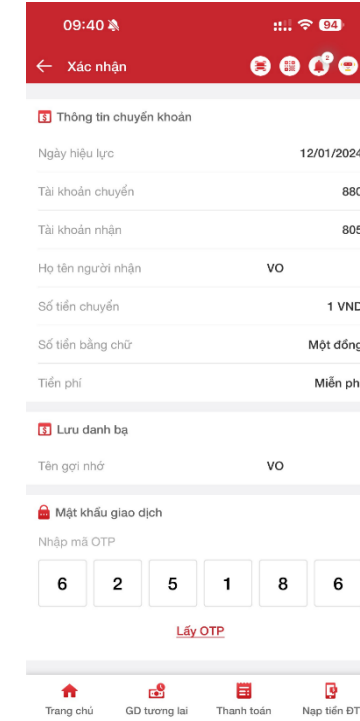 09:40 94
Xác nhận 2
Thông tin chuyển khoản
Ngày hiệu lực 12/01/2024
Tài khoản chuyển 880
Tài khoản nhận 805
Họ tên người nhận VO
Số tiền chuyển 1 VND
Số tiền bằng chữ Một đồng
Tiền phí Miễn ph
Lưu danh bạ
Tên gợi nhớ VO
Mật khẩu giao dịch
Nhập mã OTP
6 2 5 1 8 6
Lấy OTP
Trang chủ GD tương lai Thanh toán Nạp tiền ĐT